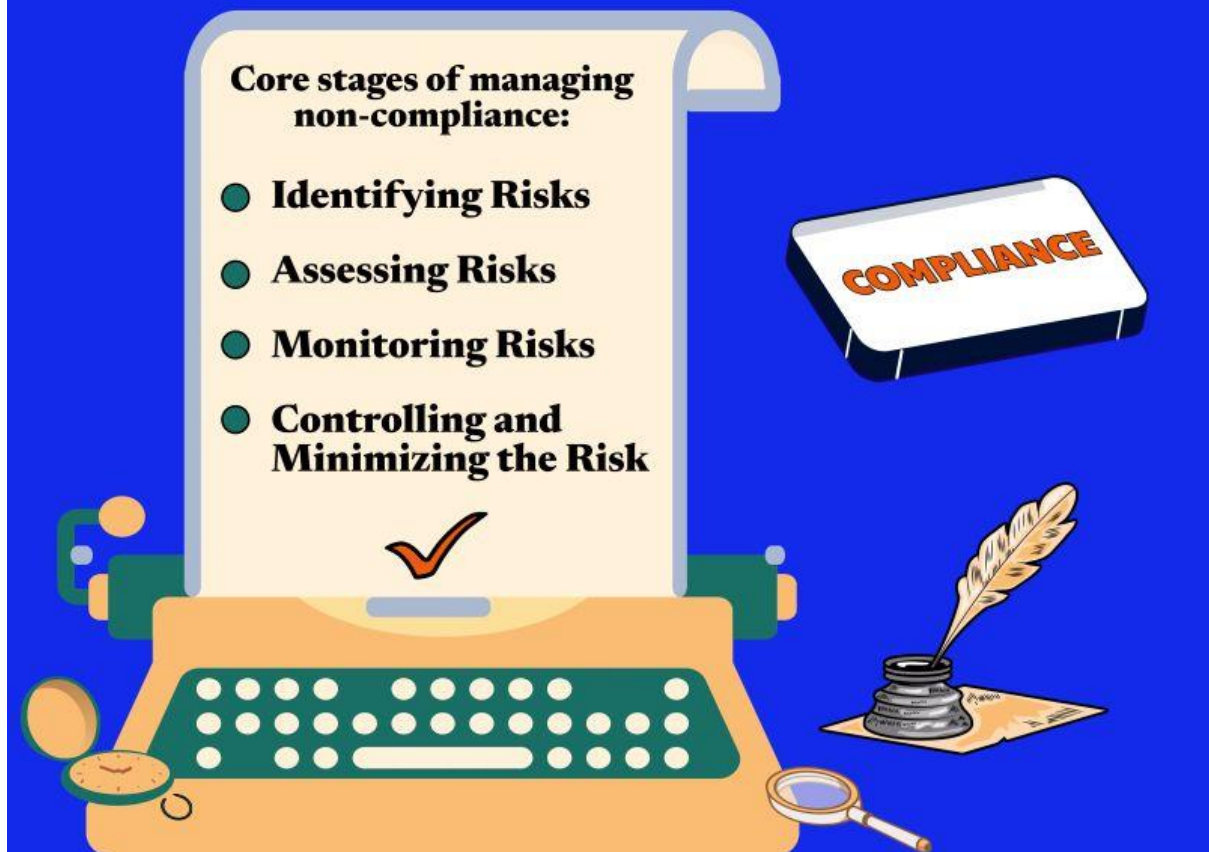 Core stages of managing
non-compliance:
Identifying Risks
Assessing Risks
Monitoring Risks
Controlling and
Minimizing the Risk
COMPLIANCE